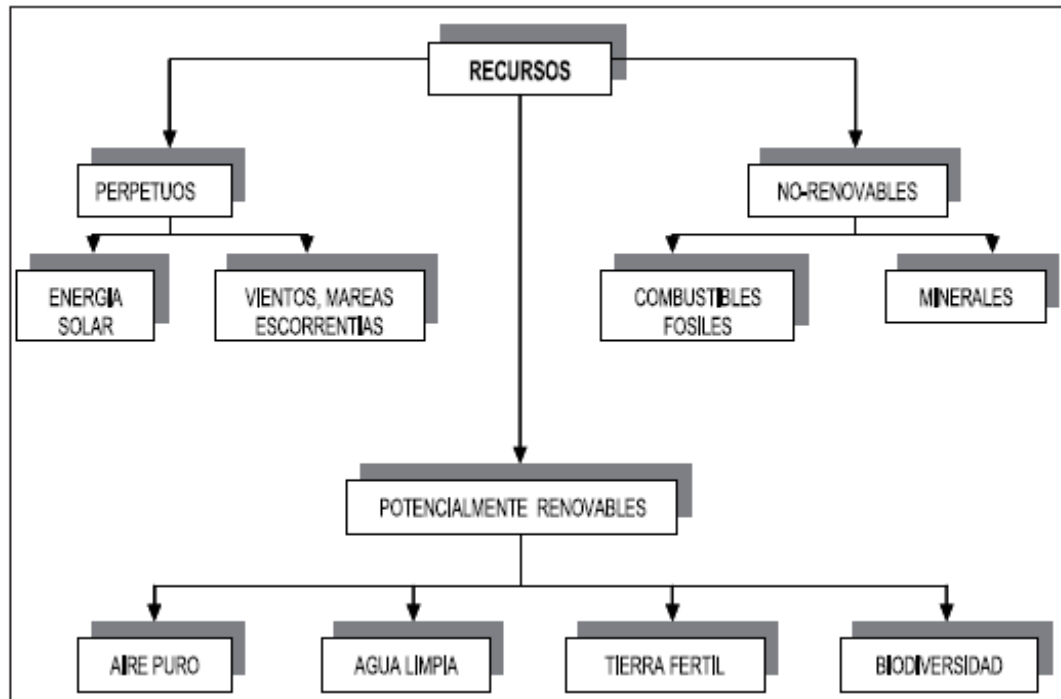 RECURSOS
PERPETUOS
NO-RENOVABLES
ENERGIA
SOLAR
VIENTOS, MAREAS
ESCORRENTIAS
COMBUSTIBLES
FOSILES
MINERALES
POTENCIALMENTE RENOVABLES
AIRE PURO
AGUA LIMPIA
TIERRA FERTIL
BIODIVERSIDAD